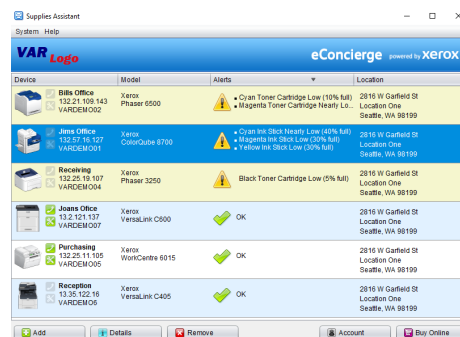 Supplies Assistant
System Help
VAR Logo
eConcierge powered by xerox
Device Model Alerts Location
Bills Office
132.21.109.143
VARDEMO02
Xerox
Phaser 6500
Cyan Toner Cartridge Low (10% full)
Magenta Toner Cartridge Nearly Lo...
2816 W Garfield St
Location One
Seattle, WA 98199
Jims Office
132.57.16.127
VARDEMO01
Xerox
ColorQube 8700
Cyan Ink Stick Nearly Low (40% full)
Magenta Ink Stick Low (30% full)
Yellow Ink Stick Low (30% full)
2816 W Garfield St
Location One
Seattle, WA 98199
Receiving
132.25.19.107
VARDEMO04
Xerox
Phaser 3250
Black Toner Cartridge Low (5% full)
2816 W Garfield St
Location One
Seattle, WA 98199
Joans Ofice
13.2.121.137
VARDEMO07
Xerox
VersaLink C600
OK
2816 W Garfield St
Location One
Seattle, WA 98199
Purchasing
132.25.11.105
VARDEMO05
Xerox
WorkCentre 6015
OK
2816 W Garfield St
Location One
Seattle, WA 98199
Reception
13.35.122.16
VARDEMO6
Xerox
VersaLink C405
OK
2816 W Garfield St
Location One
Seattle, WA 98199
Add Details Remove Account Buy Online